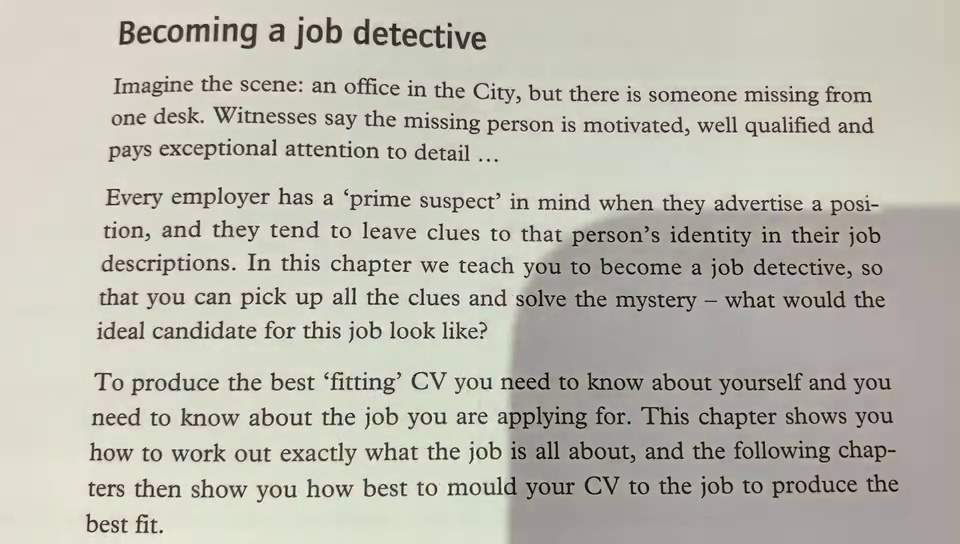 Becoming a job detective
Imagine the scene: an office in the City, but there is someone missing from
one desk. Witnesses say the missing person is motivated, well qualified and
pays exceptional attention to detail …
Every employer has a ‘prime suspect’ in mind when they advertise a posi-
tion, and they tend to leave clues to that person’s identity in their job
descriptions. In this chapter we teach you to become a job detective, so
that you can pick up all the clues and solve the mystery – what would the
ideal candidate for this job look like?
To produce the best ‘fitting’ CV you need to know about yourself and you
need to know about the job you are applying for. This chapter shows you
how to work out exactly what the job is all about, and the following chap-
ters then show you how best to mould your CV to the job to produce the
best fit.